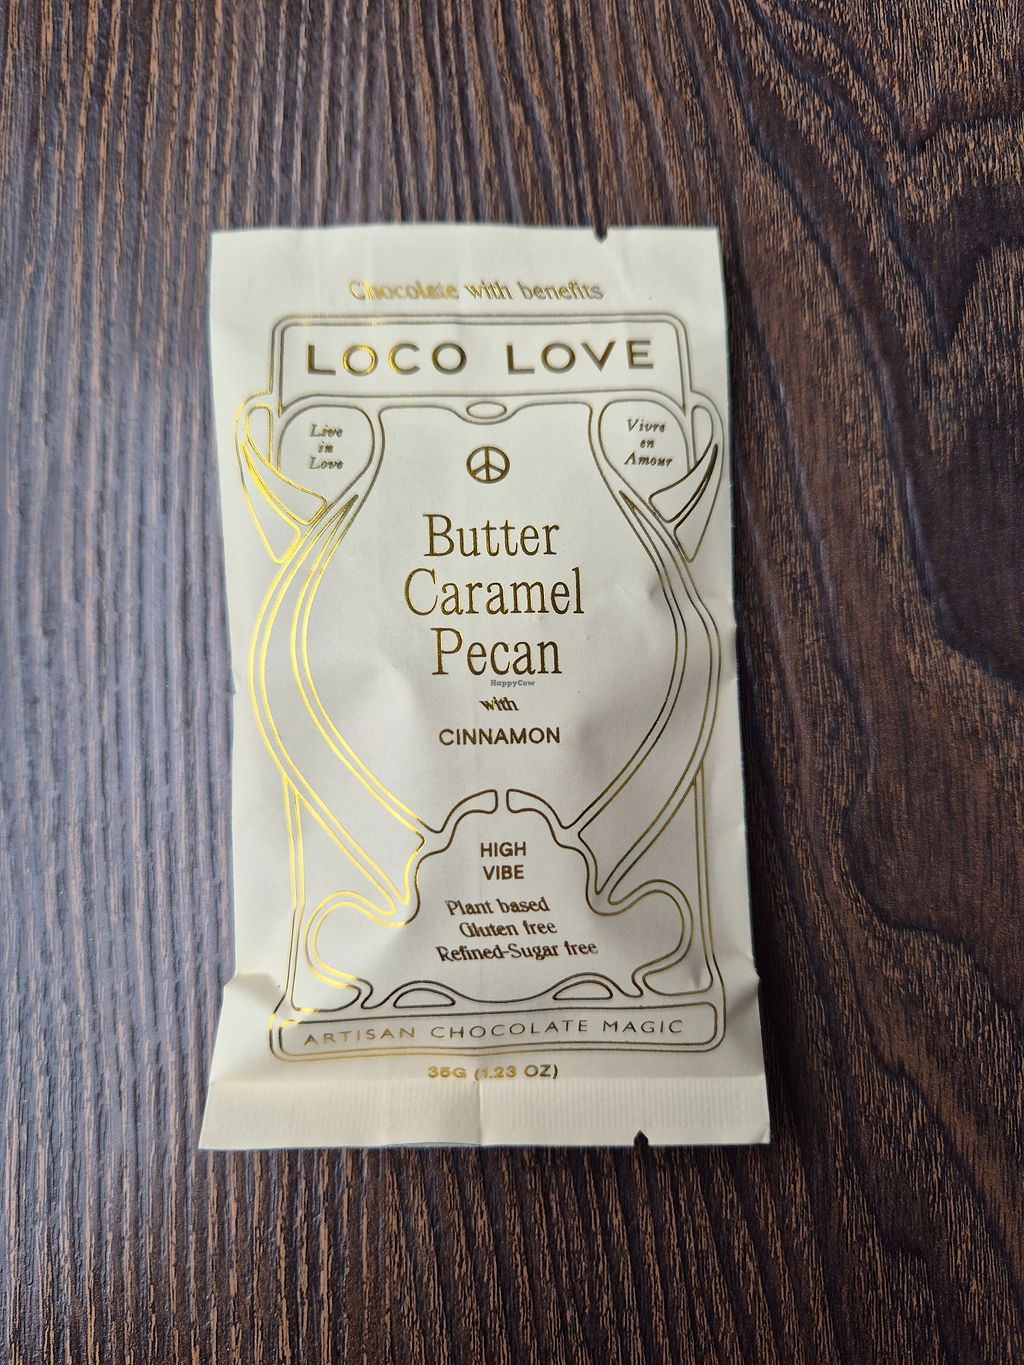 Chocolate with benefits
LOCO LOVE
Live
in
Love
Vivre
en
Amour
Butter
Caramel
Pecan
HappyCow
with
CINNAMON
HIGH
VIBE
Plant based
Gluten free
Refined-Sugar free
ARTISAN CHOCOLATE MAGIC
35G (1.23 OZ)